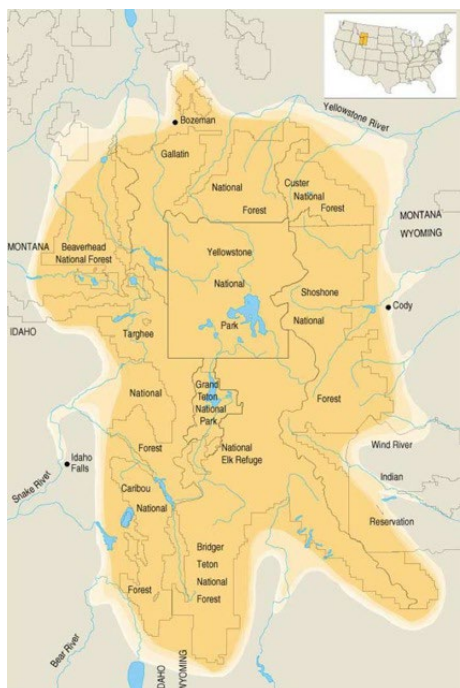 Yellowstone River
Bozeman
Gallatin
National
Forest
Custer
National
Forest
MONTANA
WYOMING
MONTANA
IDAHO
Beaverhead
National Forest
Yellowstone
National
Park
Shoshone
National
Forest
Cody
Targhee
National
Forest
Grand
Teton
National
Park
National
Elk Refuge
Wind River
Indian
Reservation
Idaho
Falls
Snake River
Caribou
National
Forest
Bridger
Teton
National
Forest
Bear River
IDAHO
WYOMING